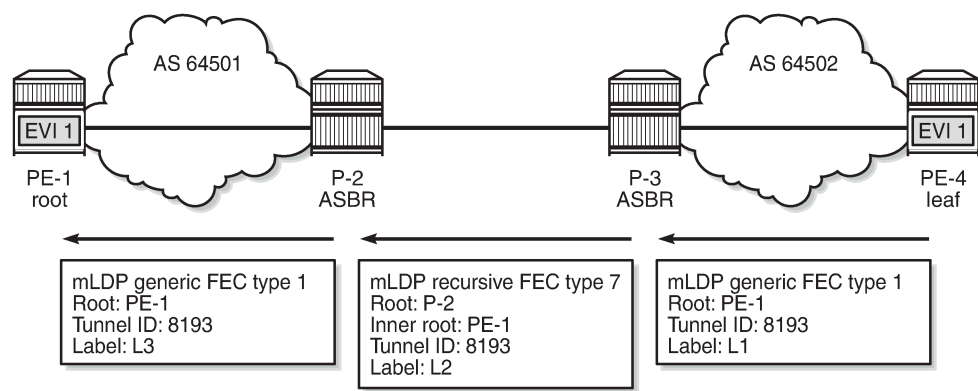 AS 64501
AS 64502
EVI 1
EVI 1
PE-1
root
P-2
ASBR
P-3
ASBR
PE-4
leaf
mLDP generic FEC type 1
Root: PE-1
Tunnel ID: 8193
Label: L3
mLDP recursive FEC type 7
Root: P-2
Inner root: PE-1
Tunnel ID: 8193
Label: L2
mLDP generic FEC type 1
Root: PE-1
Tunnel ID: 8193
Label: L1